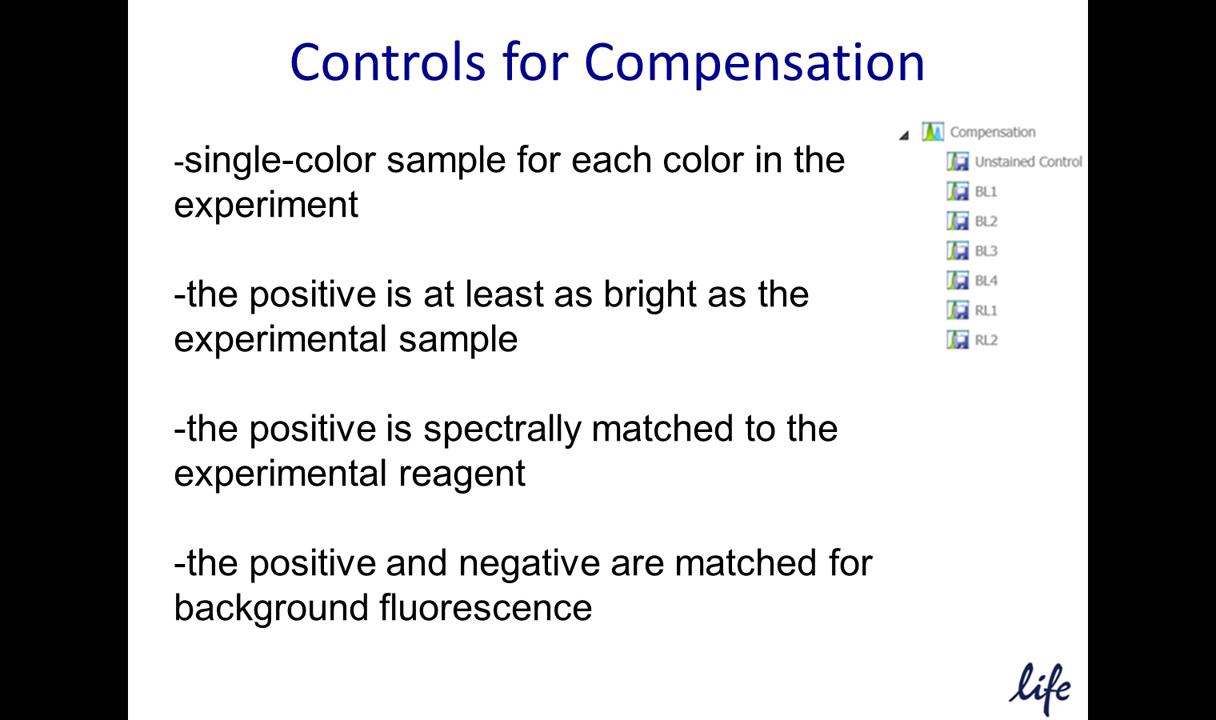 Controls for Compensation
-single-color sample for each color in the
experiment
-the positive is at least as bright as the
experimental sample
-the positive is spectrally matched to the
experimental reagent
-the positive and negative are matched for
background fluorescence
Compensation
Unstained Control
BL1
BL2
BL3
BL4
RL1
RL2
life